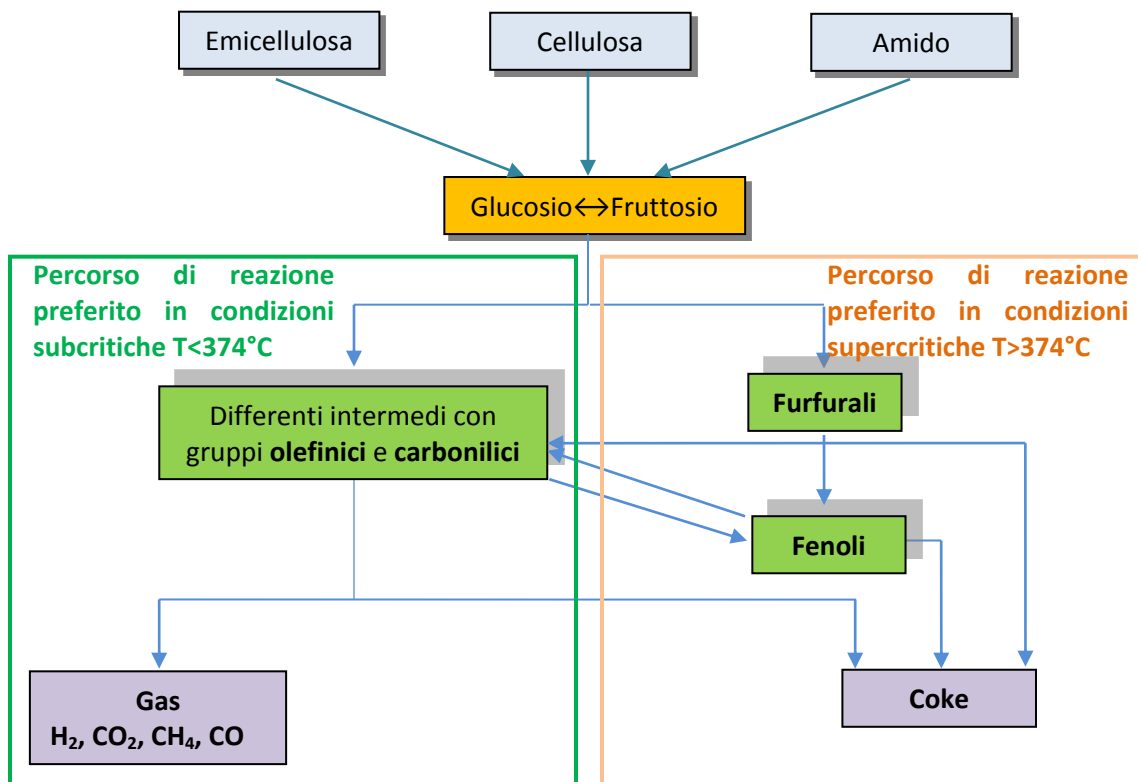 Emicellulosa
Cellulosa
Amido
Glucosio↔Fruttosio
Percorso di reazione
preferito in condizioni
subcritiche T<374°C
Percorso di reazione
preferito in condizioni
supercritiche T>374°C
Differenti intermedi con
gruppi olefinici e carbonilici
Furfurali
Fenoli
Gas
H₂, CO₂, CH₄, CO
Coke